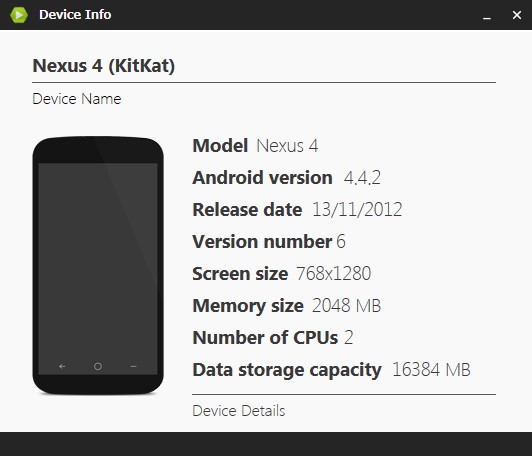 Device Info
Nexus 4 (KitKat)
Device Name
Model Nexus 4
Android version 4.4.2
Release date 13/11/2012
Version number 6
Screen size 768x1280
Memory size 2048 MB
Number of CPUs 2
Data storage capacity 16384 MB
Device Details